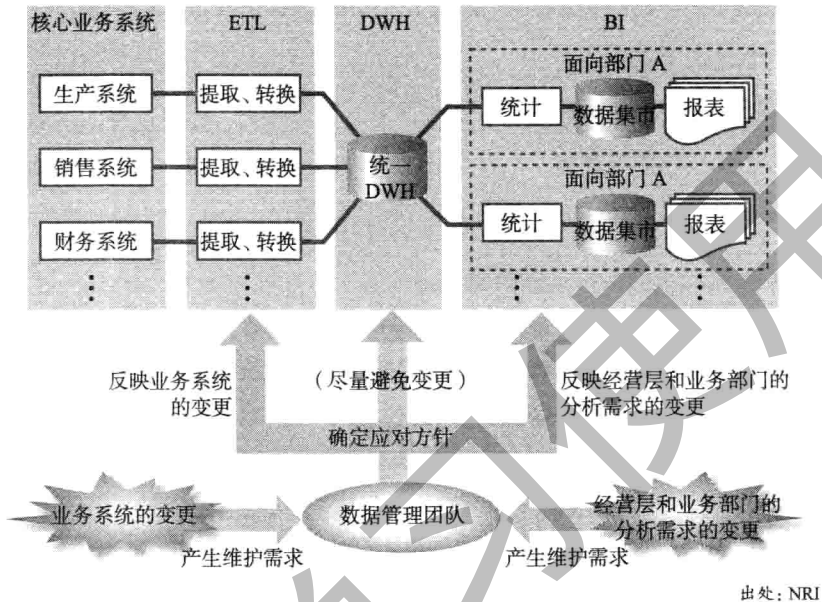 核心业务系统 ETL DWH BI
面向部门 A
生产系统 提取、转换 统计 数据集市 报表
销售系统 提取、转换 统一
DWH
面向部门 A
财务系统 提取、转换 统计 数据集市 报表
反映业务系统
的变更
（尽量避免变更）
反映经营层和业务部门的
分析需求的变更
确定应对方针
业务系统的变更 数据管理团队 经营层和业务部门的
分析需求的变更
产生维护需求 产生维护需求
出处：NRI
习使用